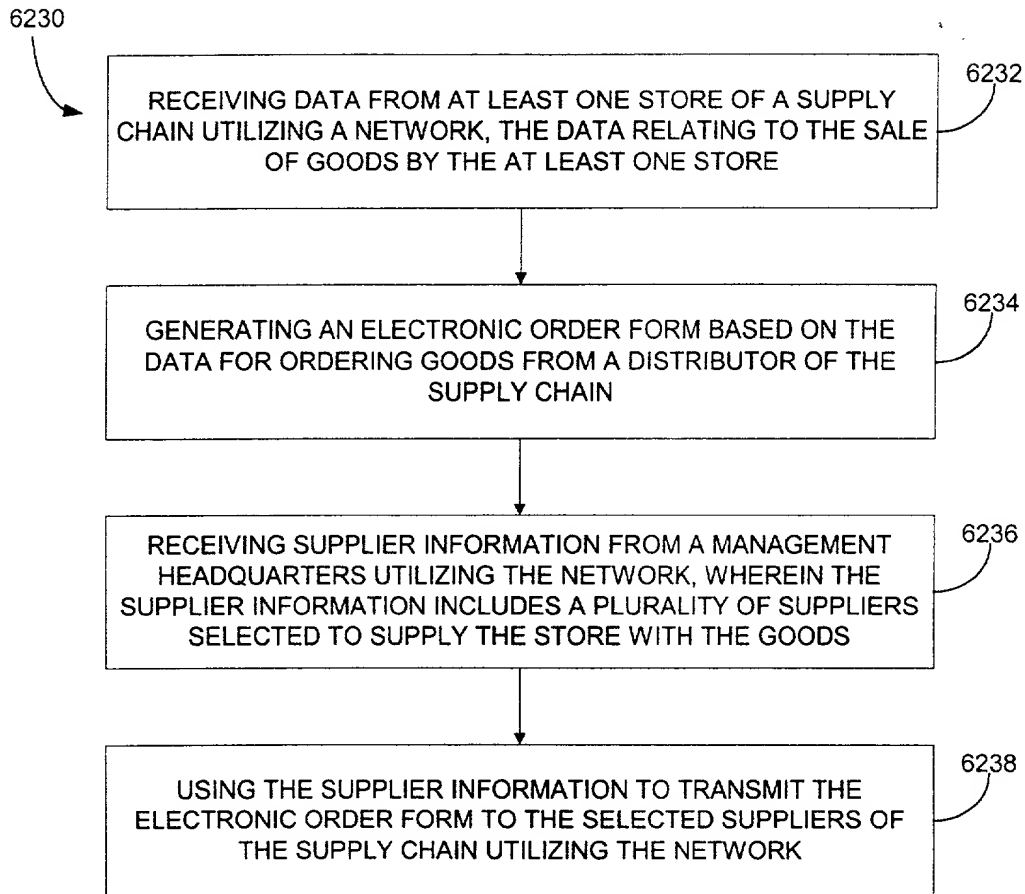 6230
6232
RECEIVING DATA FROM AT LEAST ONE STORE OF A SUPPLY
CHAIN UTILIZING A NETWORK, THE DATA RELATING TO THE SALE
OF GOODS BY THE AT LEAST ONE STORE
6234
GENERATING AN ELECTRONIC ORDER FORM BASED ON THE
DATA FOR ORDERING GOODS FROM A DISTRIBUTOR OF THE
SUPPLY CHAIN
6236
RECEIVING SUPPLIER INFORMATION FROM A MANAGEMENT
HEADQUARTERS UTILIZING THE NETWORK, WHEREIN THE
SUPPLIER INFORMATION INCLUDES A PLURALITY OF SUPPLIERS
SELECTED TO SUPPLY THE STORE WITH THE GOODS
6238
USING THE SUPPLIER INFORMATION TO TRANSMIT THE
ELECTRONIC ORDER FORM TO THE SELECTED SUPPLIERS OF
THE SUPPLY CHAIN UTILIZING THE NETWORK